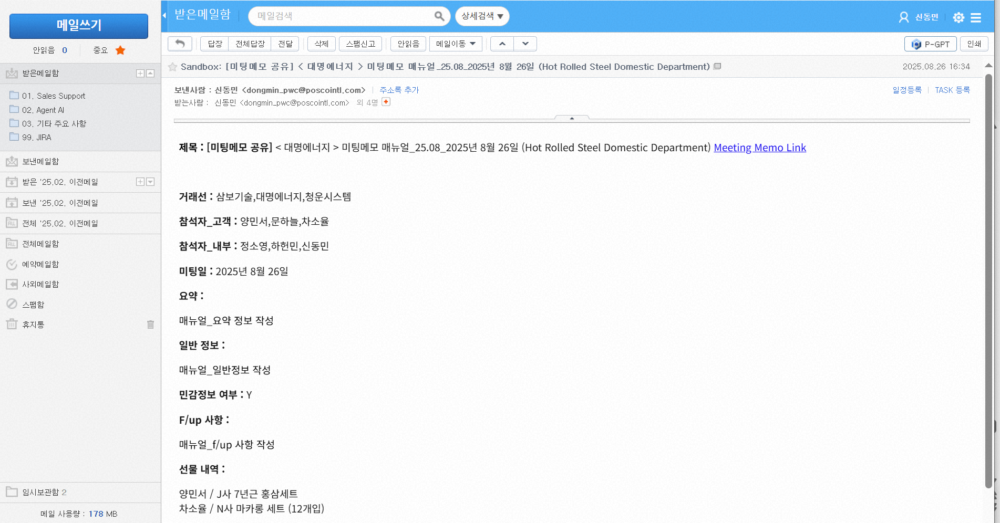 메일쓰기
안읽음 0 중요
받은메일함
01. Sales Support
02. Agent AI
03. 기타 주요 사항
99. JIRA
보낸메일함
받은 '25.02. 이전메일
보낸 '25.02. 이전메일
전체 '25.02. 이전메일
전체메일함
예약메일함
사외메일함
스팸함
휴지통
임시보관함 2
메일 사용량 : 178 MB
받은메일함 메일검색 상세검색 ▼ 신동민
답장 전체답장 전달 삭제 스팸신고 안읽음 메일이동 P-GPT 인쇄
Sandbox: [미팅메모 공유] < 대명에너지 > 미팅메모 매뉴얼_25.08_2025년 8월 26일 (Hot Rolled Steel Domestic Department) 2025.08.26 16:34
보낸사람 : 신동민 <dongmin_pwc@poscointl.com> 주소록 추가 일정등록 TASK 등록
받는사람 : 신동민 <dongmin_pwc@poscointl.com> 외 4명
제목 : [미팅메모 공유] < 대명에너지 > 미팅메모 매뉴얼_25.08_2025년 8월 26일 (Hot Rolled Steel Domestic Department) Meeting Memo Link
거래선 : 삼보기술,대명에너지,청운시스템
참석자_고객 : 양민서,문하늘,차소율
참석자_내부 : 정소영,하헌민,신동민
미팅일 : 2025년 8월 26일
요약 :
매뉴얼_요약 정보 작성
일반 정보 :
매뉴얼_일반정보 작성
민감정보 여부 : Y
F/up 사항 :
매뉴얼_f/up 사항 작성
선물 내역 :
양민서 / J사 7년근 홍삼세트
차소율 / N사 마카롱 세트 (12개입)